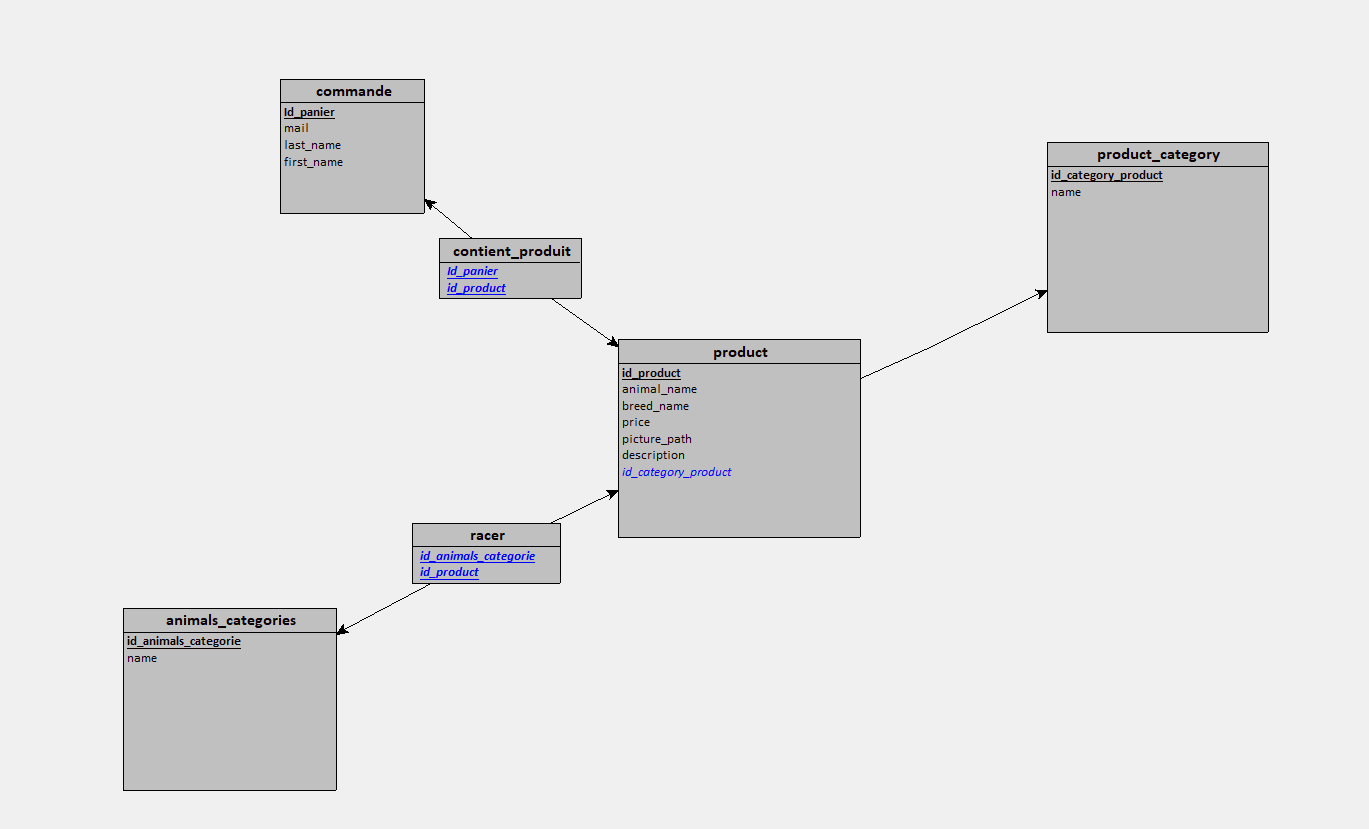 commande
Id_panier
mail
last_name
first_name
product_category
id_category_product
name
contient_produit
Id_panier
id_product
product
id_product
animal_name
breed_name
price
picture_path
description
id_category_product
racer
id_animals_categorie
id_product
animals_categories
id_animals_categorie
name